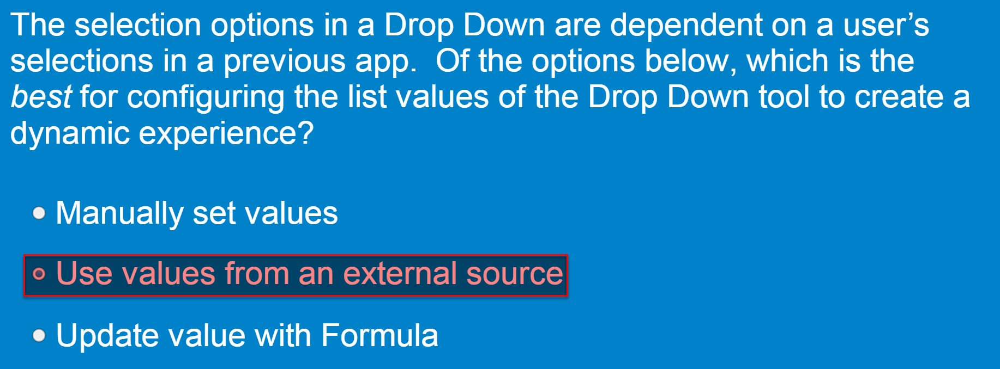 The selection options in a Drop Down are dependent on a user’s
selections in a previous app.  Of the options below, which is the
best for configuring the list values of the Drop Down tool to create a
dynamic experience?
Manually set values
Use values from an external source
Update value with Formula